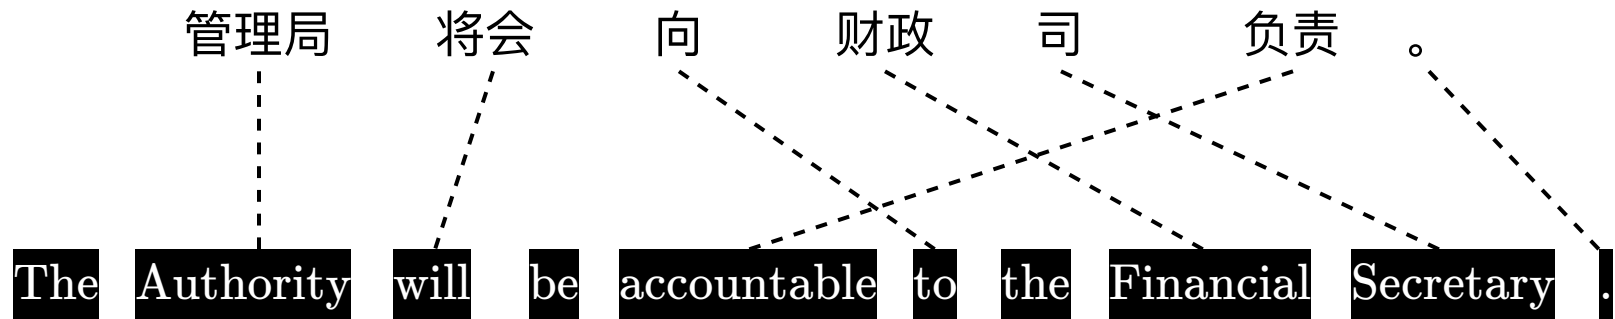 管理局 将会 向 财政 司 负责 。
The Authority will be accountable to the Financial Secretary .